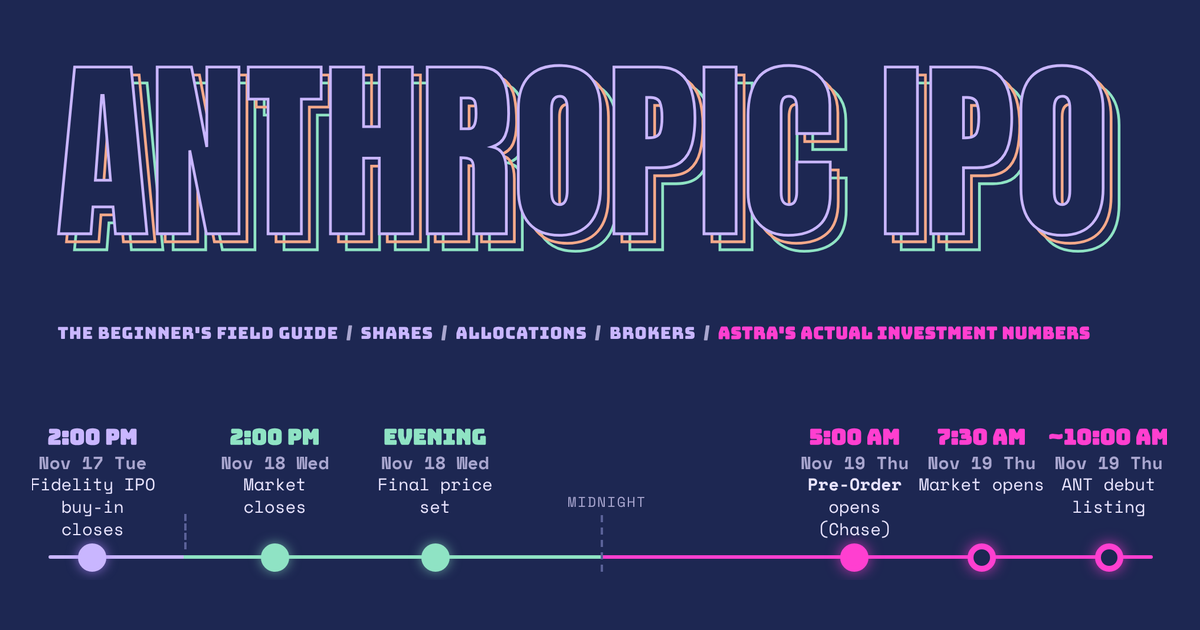 ANTHROPIC IPO
THE BEGINNER'S FIELD GUIDE / SHARES / ALLOCATIONS / BROKERS / ASTRA'S ACTUAL INVESTMENT NUMBERS
2:00 PM
Nov 17 Tue
Fidelity IPO
buy-in
closes
2:00 PM
Nov 18 Wed
Market
closes
EVENING
Nov 18 Wed
Final price
set
MIDNIGHT
5:00 AM
Nov 19 Thu
Pre-Order
opens
(Chase)
7:30 AM
Nov 19 Thu
Market opens
~10:00 AM
Nov 19 Thu
ANT debut
listing